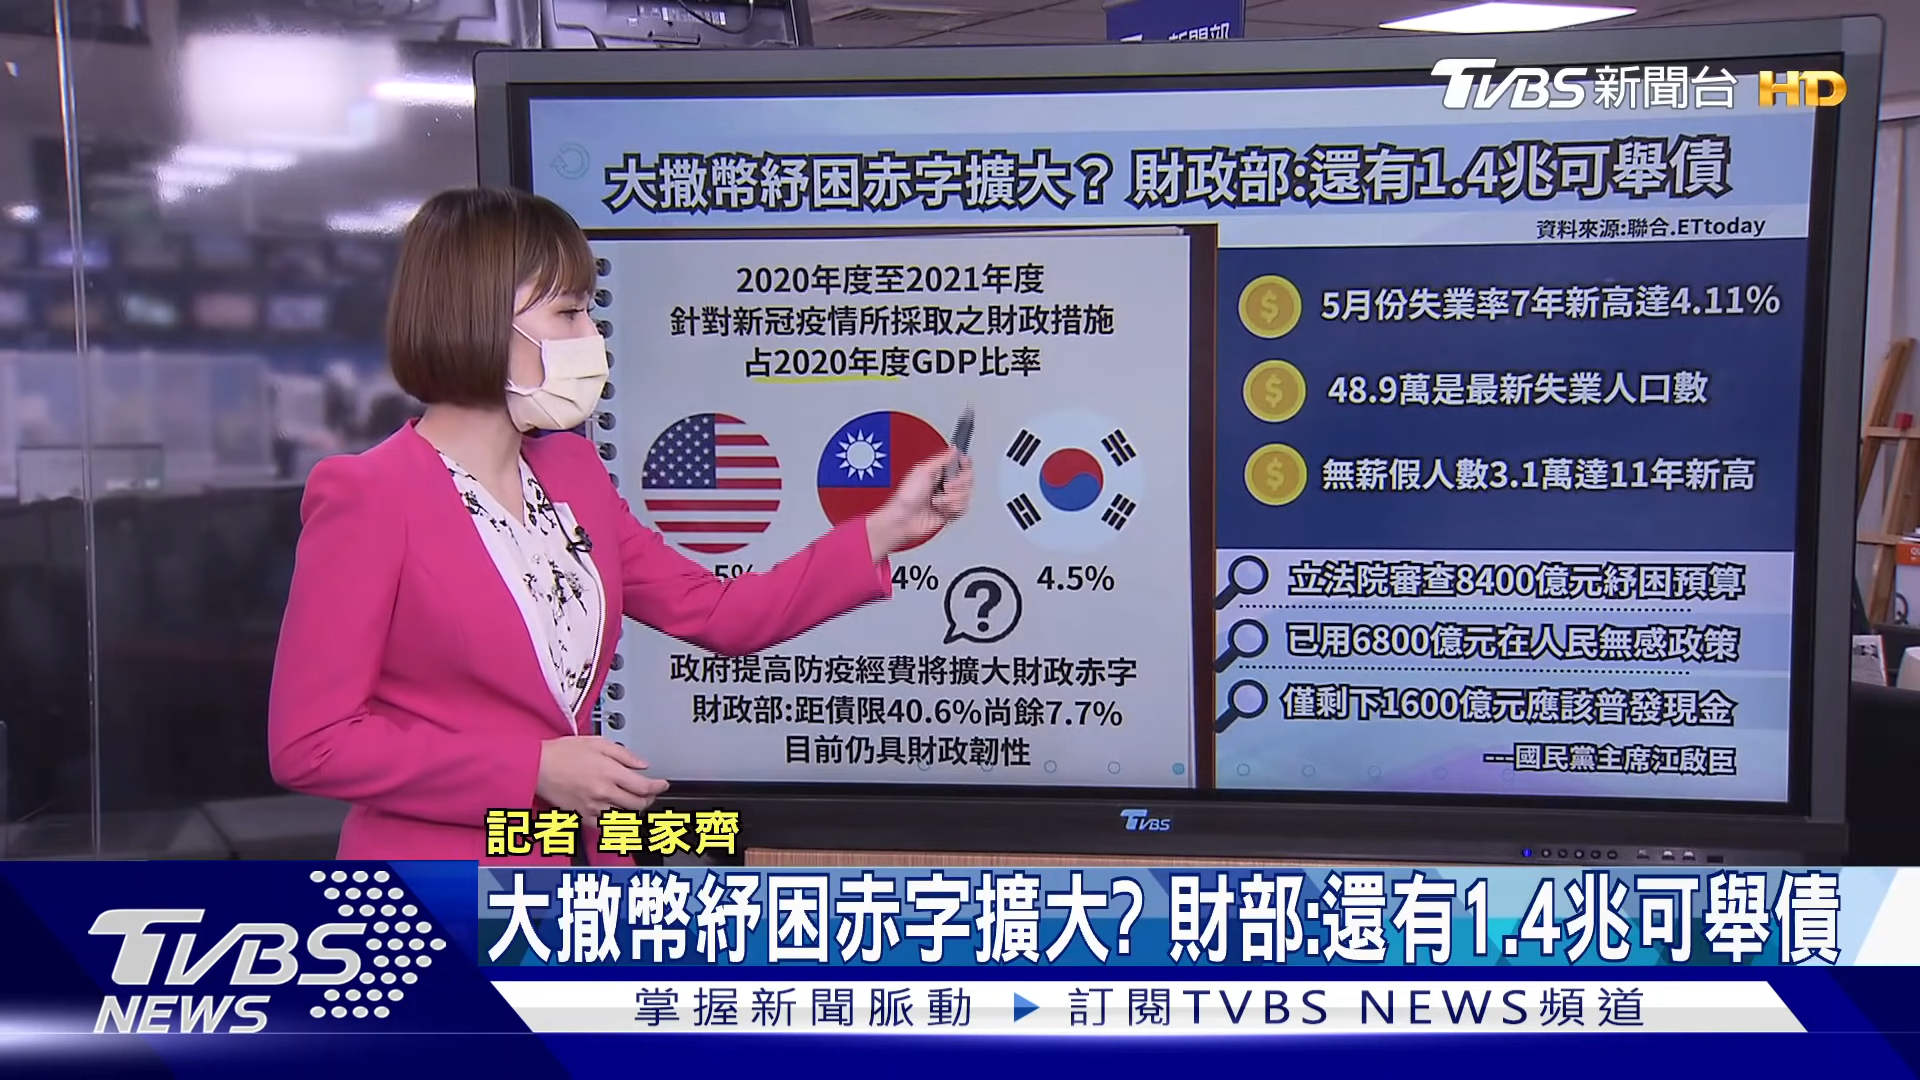 新聞部
TVBS新聞台 HD
大撒幣紓困赤字擴大？ 財政部:還有1.4兆可舉債
資料來源:聯合.ETtoday
2020年度至2021年度
針對新冠疫情所採取之財政措施
占2020年度GDP比率
5%
4%
4.5%
?
政府提高防疫經費將擴大財政赤字
財政部:距債限40.6%尚餘7.7%
目前仍具財政韌性
$ 5月份失業率7年新高達4.11%
$ 48.9萬是最新失業人口數
$ 無薪假人數3.1萬達11年新高
立法院審查8400億元紓困預算
已用6800億元在人民無感政策
僅剩下1600億元應該普發現金
---國民黨主席江啟臣
TVBS
記者 韋家齊
大撒幣紓困赤字擴大? 財部:還有1.4兆可舉債
TVBS
NEWS
掌握新聞脈動 ▶ 訂閱TVBS NEWS頻道